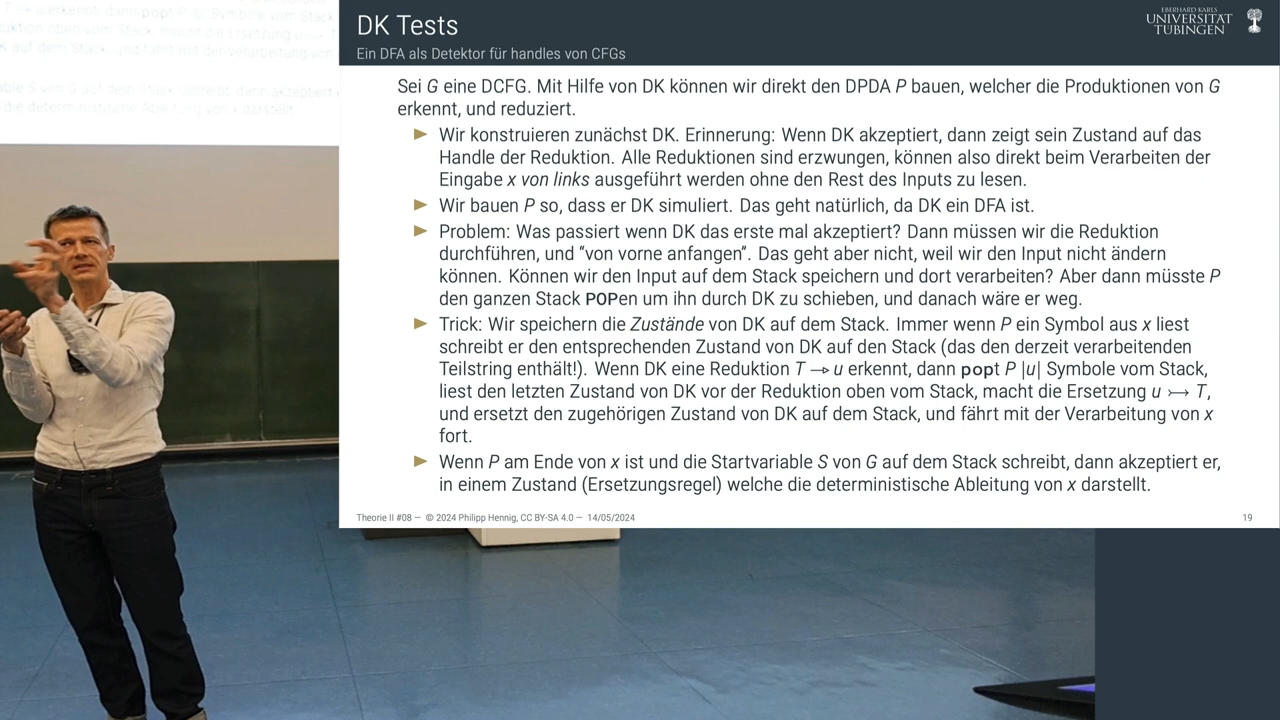 DK Tests
Ein DFA als Detektor für handles von CFGs
EBERHARD KARLS
UNIVERSITÄT
TÜBINGEN
Sei G eine DCFG. Mit Hilfe von DK können wir direkt den DPDA P bauen, welcher die Produktionen von G
erkennt, und reduziert.
► Wir konstruieren zunächst DK. Erinnerung: Wenn DK akzeptiert, dann zeigt sein Zustand auf das
Handle der Reduktion. Alle Reduktionen sind erzwungen, können also direkt beim Verarbeiten der
Eingabe x von links ausgeführt werden ohne den Rest des Inputs zu lesen.
► Wir bauen P so, dass er DK simuliert. Das geht natürlich, da DK ein DFA ist.
► Problem: Was passiert wenn DK das erste mal akzeptiert? Dann müssen wir die Reduktion
durchführen, und “von vorne anfangen”. Das geht aber nicht, weil wir den Input nicht ändern
können. Können wir den Input auf dem Stack speichern und dort verarbeiten? Aber dann müsste P
den ganzen Stack POPen um ihn durch DK zu schieben, und danach wäre er weg.
► Trick: Wir speichern die Zustände von DK auf dem Stack. Immer wenn P ein Symbol aus x liest
schreibt er den entsprechenden Zustand von DK auf den Stack (das den derzeit verarbeitenden
Teilstring enthält!). Wenn DK eine Reduktion T ⇾ u erkennt, dann popt P |u| Symbole vom Stack,
liest den letzten Zustand von DK vor der Reduktion oben vom Stack, macht die Ersetzung u ↣ T,
und ersetzt den zugehörigen Zustand von DK auf dem Stack, und fährt mit der Verarbeitung von x
fort.
► Wenn P am Ende von x ist und die Startvariable S von G auf dem Stack schreibt, dann akzeptiert er,
in einem Zustand (Ersetzungsregel) welche die deterministische Ableitung von x darstellt.
Theorie II #08 — © 2024 Philipp Hennig, CC BY-SA 4.0 — 14/05/2024
19